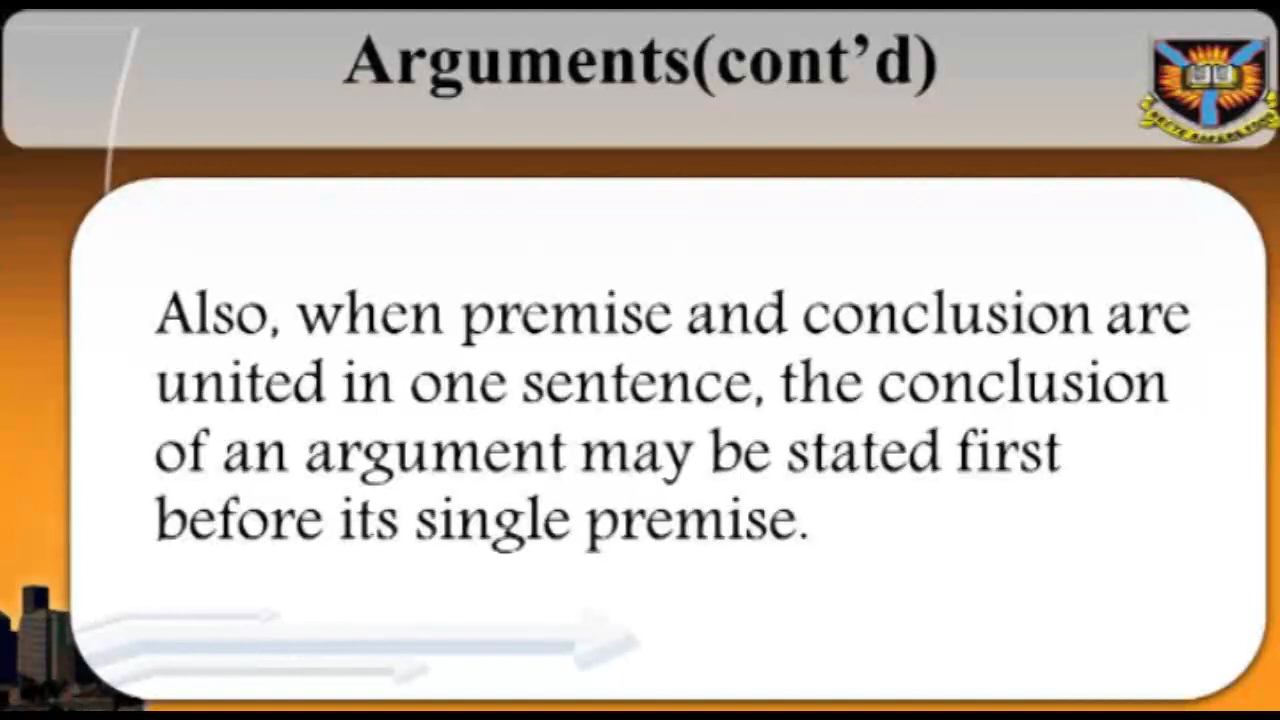 Arguments(cont’d)
Also, when premise and conclusion are
united in one sentence, the conclusion
of an argument may be stated first
before its single premise.